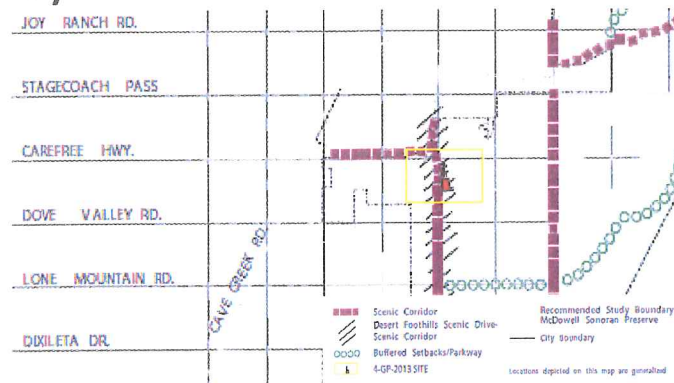 JOY RANCH RD.
STAGECOACH PASS
CAREFREE HWY.
DOVE VALLEY RD.
LONE MOUNTAIN RD.
CAVE CREEK RD.
DIXILETA DR.
Scenic Corridor
Desert Foothills Scenic Drive-
Scenic Corridor
Buffered Setbacks/Parkway
4-GP-2013 SITE
Recommended Study Boundary
McDowell Sonoran Preserve
City Boundary
Locations depicted on this map are generalized